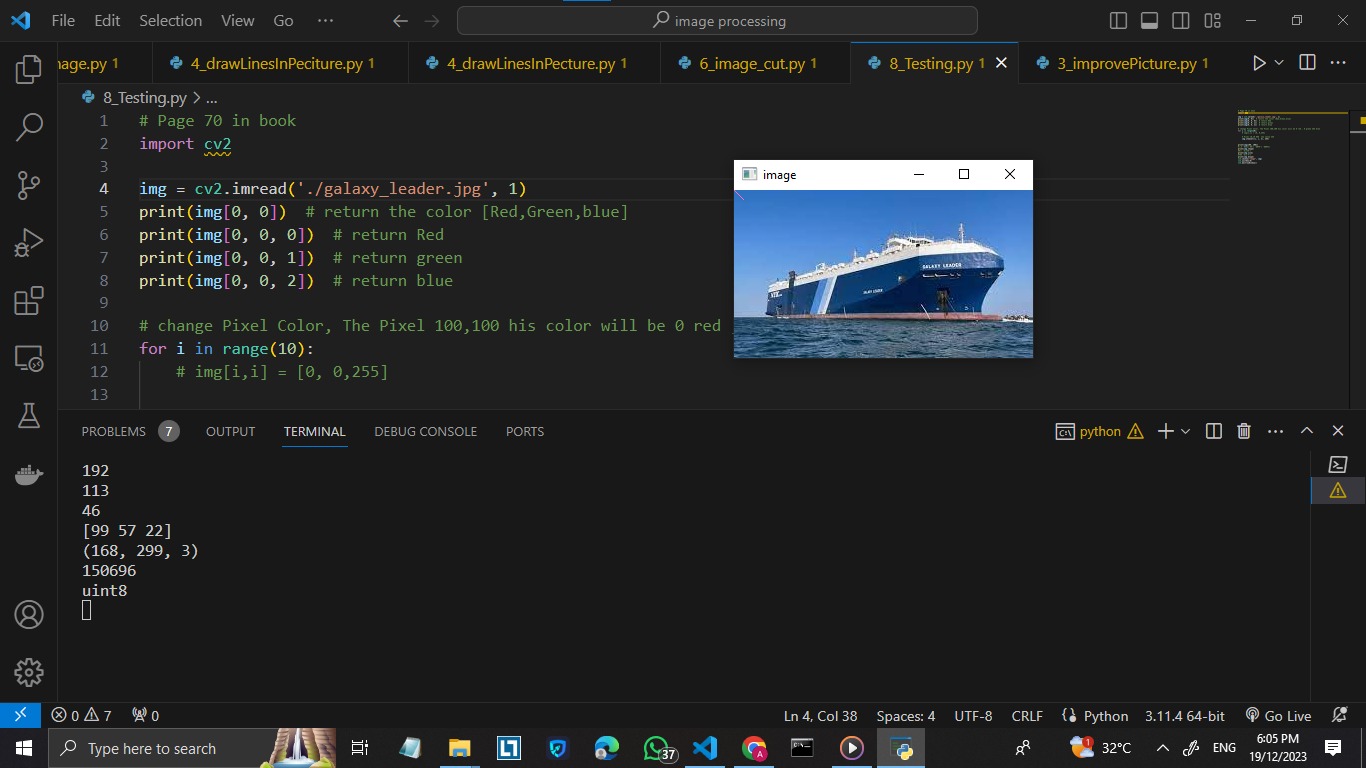 File Edit Selection View Go ··· image processing
nage.py 1 4_drawLinesInPeciture.py 1 4_drawLinesInPecture.py 1 6_image_cut.py 1 8_Testing.py 1 3_improvePicture.py 1
8_Testing.py > ...
1 # Page 70 in book
2 import cv2
3
4 img = cv2.imread('./galaxy_leader.jpg', 1)
5 print(img[0, 0]) # return the color [Red,Green,blue]
6 print(img[0, 0, 0]) # return Red
7 print(img[0, 0, 1]) # return green
8 print(img[0, 0, 2]) # return blue
9
10 # change Pixel Color, The Pixel 100,100 his color will be 0 red
11 for i in range(10):
12 # img[i,i] = [0, 0,255]
13
image
GALAXY LEADER
PROBLEMS 7 OUTPUT TERMINAL DEBUG CONSOLE PORTS python
192
113
46
[99 57 22]
(168, 299, 3)
150696
uint8
0 7 0 Ln 4, Col 38 Spaces: 4 UTF-8 CRLF Python 3.11.4 64-bit Go Live
Type here to search 37 A 1 32°C ENG 6:05 PM
19/12/2023